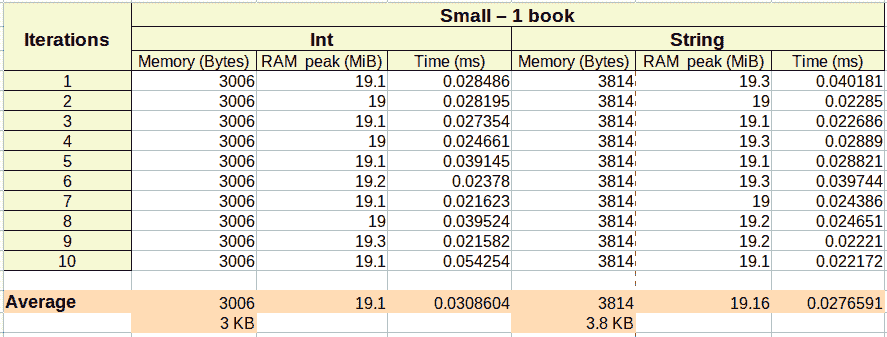 Small – 1 book
Iterations
Int String
Memory (Bytes) RAM peak (MiB) Time (ms) Memory (Bytes) RAM peak (MiB) Time (ms)
1 3006 19.1 0.028486 3814 19.3 0.040181
2 3006 19 0.028195 3814 19 0.02285
3 3006 19.1 0.027354 3814 19.1 0.022686
4 3006 19 0.024661 3814 19.3 0.02889
5 3006 19.1 0.039145 3814 19.1 0.028821
6 3006 19.2 0.02378 3814 19.3 0.039744
7 3006 19.1 0.021623 3814 19 0.024386
8 3006 19 0.039524 3814 19.2 0.024651
9 3006 19.3 0.021582 3814 19.2 0.02221
10 3006 19.1 0.054254 3814 19.1 0.022172
Average 3006 19.1 0.0308604 3814 19.16 0.0276591
3 KB 3.8 KB